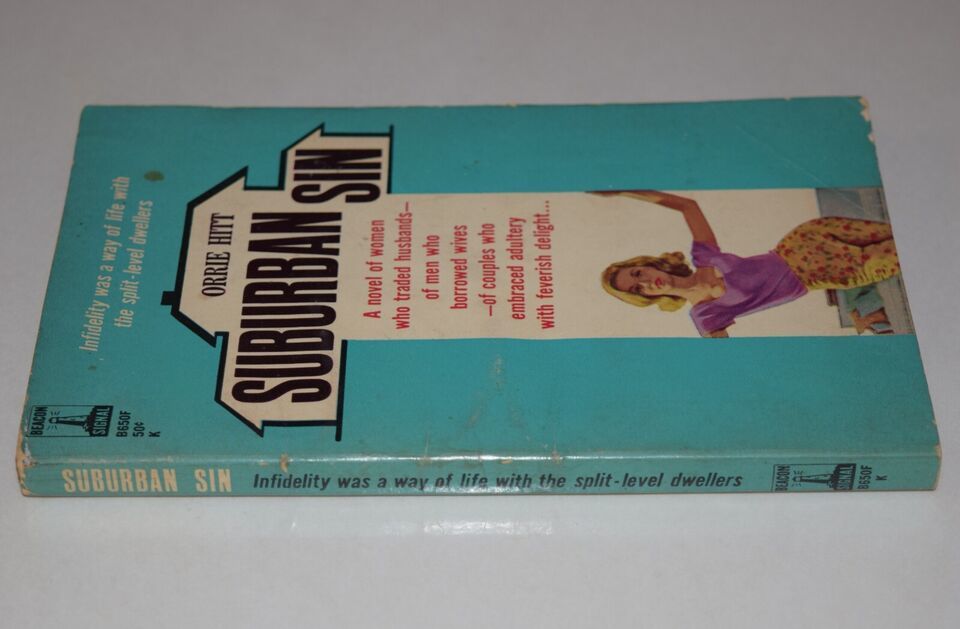 Infidelity was a way of life with
the split-level dwellers
ORRIE HITT
SUBURBAN
SIN
A novel of women
who traded husbands—
of men who
borrowed wives
—of couples who
embraced adultery
with feverish delight....
BEACON
SIGNAL
B650F
50¢
K
SUBURBAN SIN Infidelity was a way of life with the split-level dwellers
BEACON
SIGNAL
B650F
K